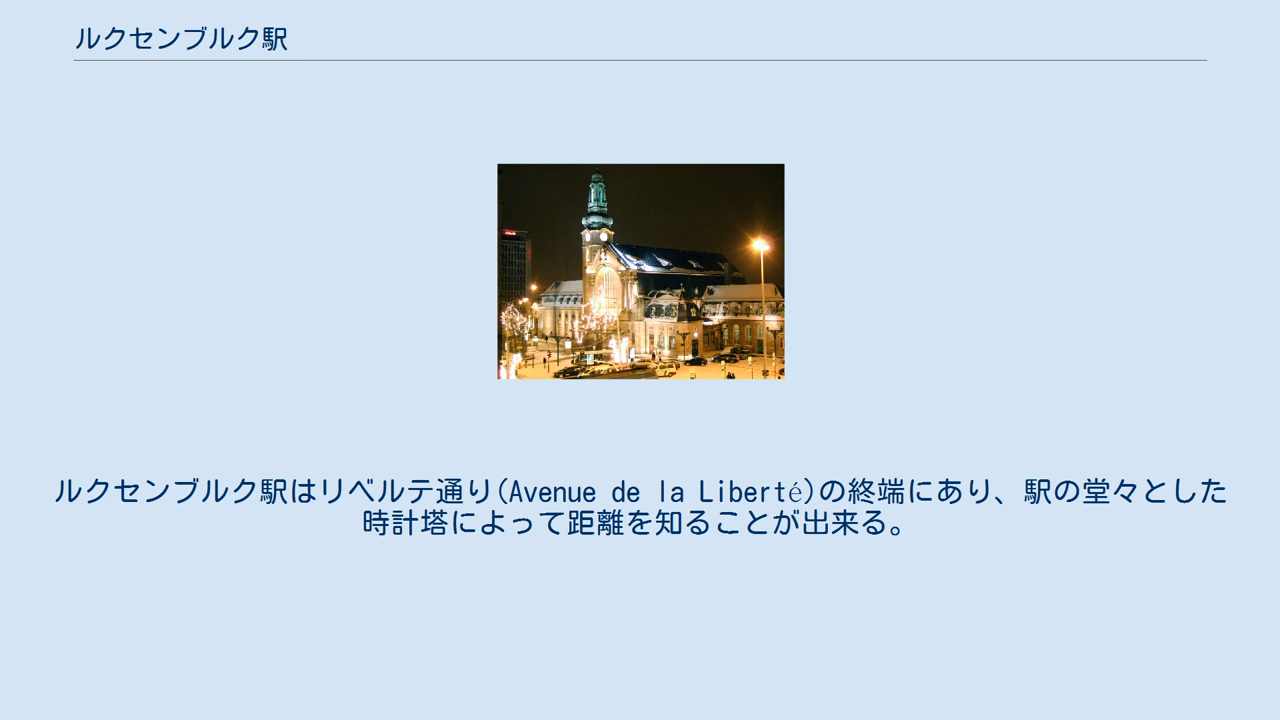 ルクセンブルク駅
ルクセンブルク駅はリベルテ通り(Avenue de la Liberté)の終端にあり、駅の堂々とした
時計塔によって距離を知ることが出来る。